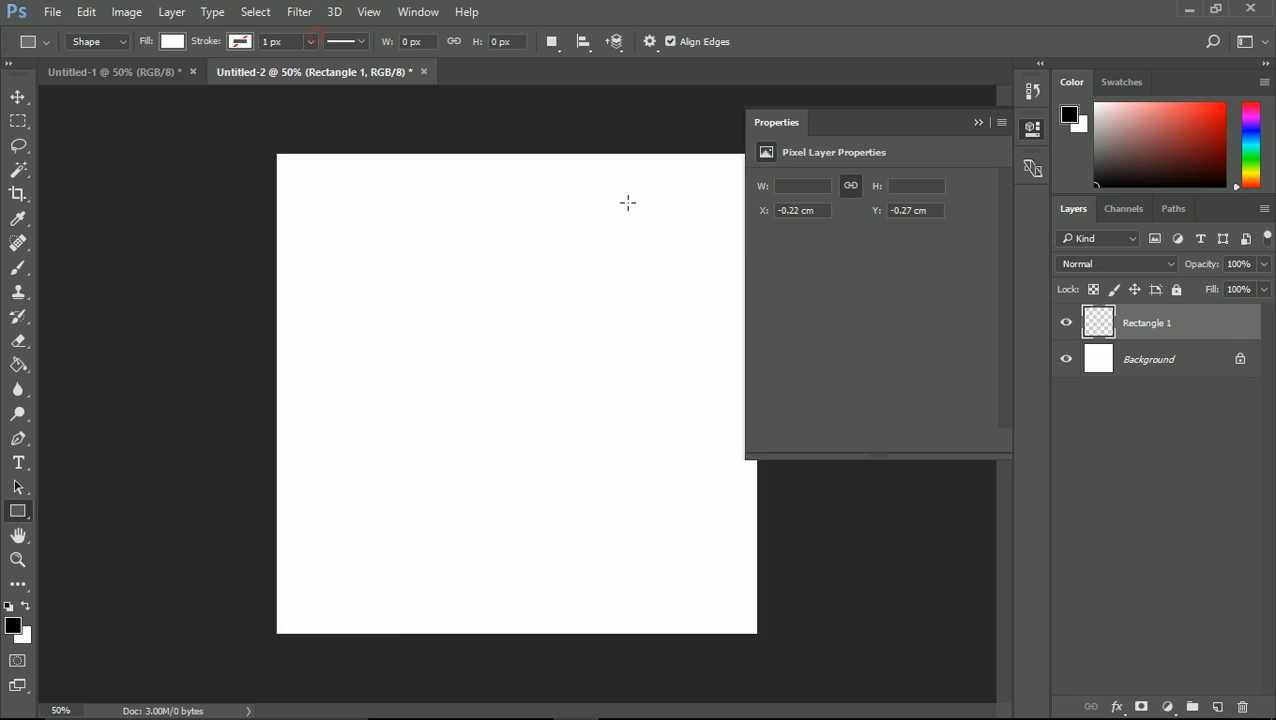 Ps File Edit Image Layer Type Select Filter 3D View Window Help
Shape Fill: Stroke: 1 px W: 0 px H: 0 px Align Edges
Untitled-1 @ 50% (RGB/8) * × Untitled-2 @ 50% (Rectangle 1, RGB/8) * ×
Color Swatches
Properties
Pixel Layer Properties
W: H:
X: -0.22 cm Y: -0.27 cm
Layers Channels Paths
Kind
Normal Opacity: 100%
Lock: Fill: 100%
Rectangle 1
Background
50% Doc: 3.00M/0 bytes